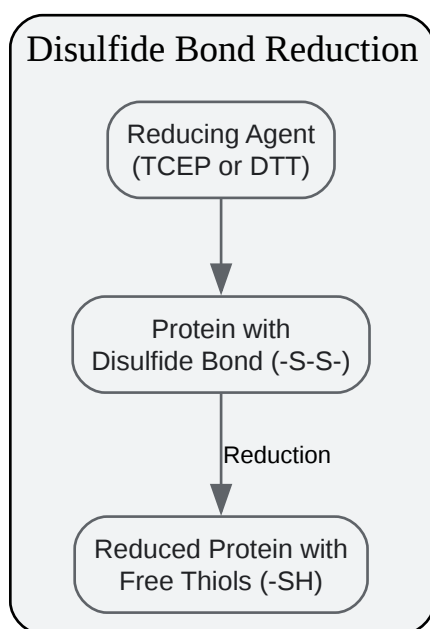 Disulfide Bond Reduction
Reducing Agent
(TCEP or DTT)
Protein with
Disulfide Bond (-S-S-)
Reduction
Reduced Protein with
Free Thiols (-SH)